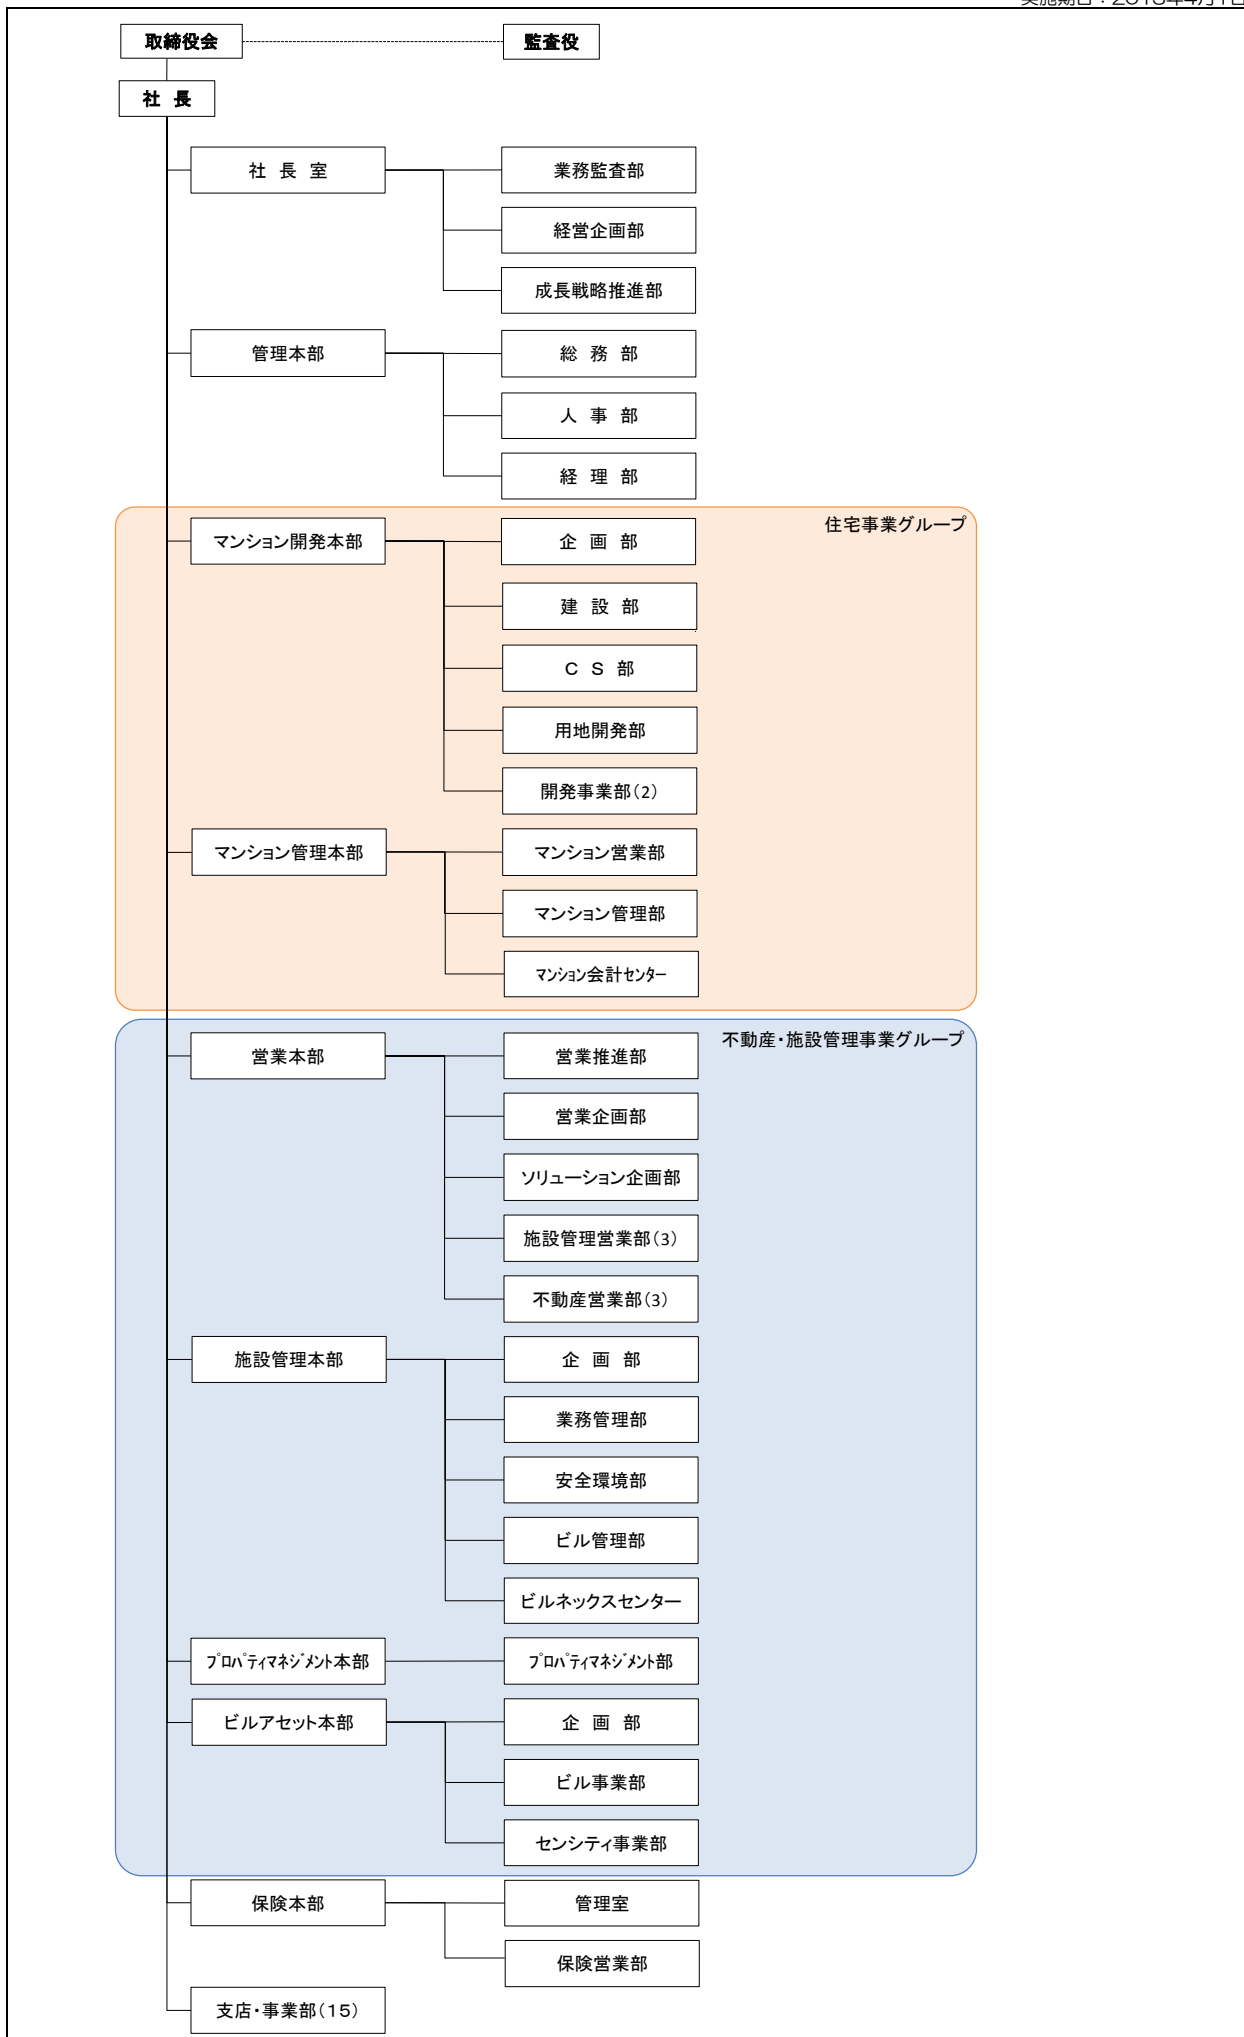 取締役会 監査役
社 長
社 長 室 業務監査部
経営企画部
成長戦略推進部
管理本部 総 務 部
人 事 部
経 理 部
住宅事業グループ
マンション開発本部 企 画 部
建 設 部
C S 部
用地開発部
開発事業部(2)
マンション管理本部 マンション営業部
マンション管理部
マンション会計センター
不動産・施設管理事業グループ
営業本部 営業推進部
営業企画部
ソリューション企画部
施設管理営業部(3)
不動産営業部(3)
施設管理本部 企 画 部
業務管理部
安全環境部
ビル管理部
ビルネックスセンター
プロパティマネジメント本部 プロパティマネジメント部
ビルアセット本部 企 画 部
ビル事業部
センシティ事業部
保険本部 管理室
保険営業部
支店・事業部(15)